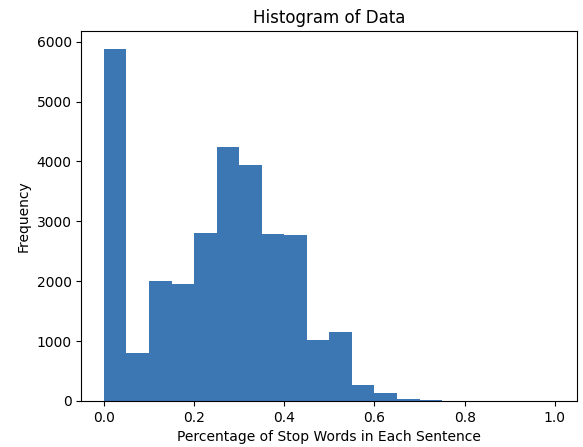 Histogram of Data
6000
5000
4000
3000
2000
1000
0
Frequency
0.0 0.2 0.4 0.6 0.8 1.0
Percentage of Stop Words in Each Sentence